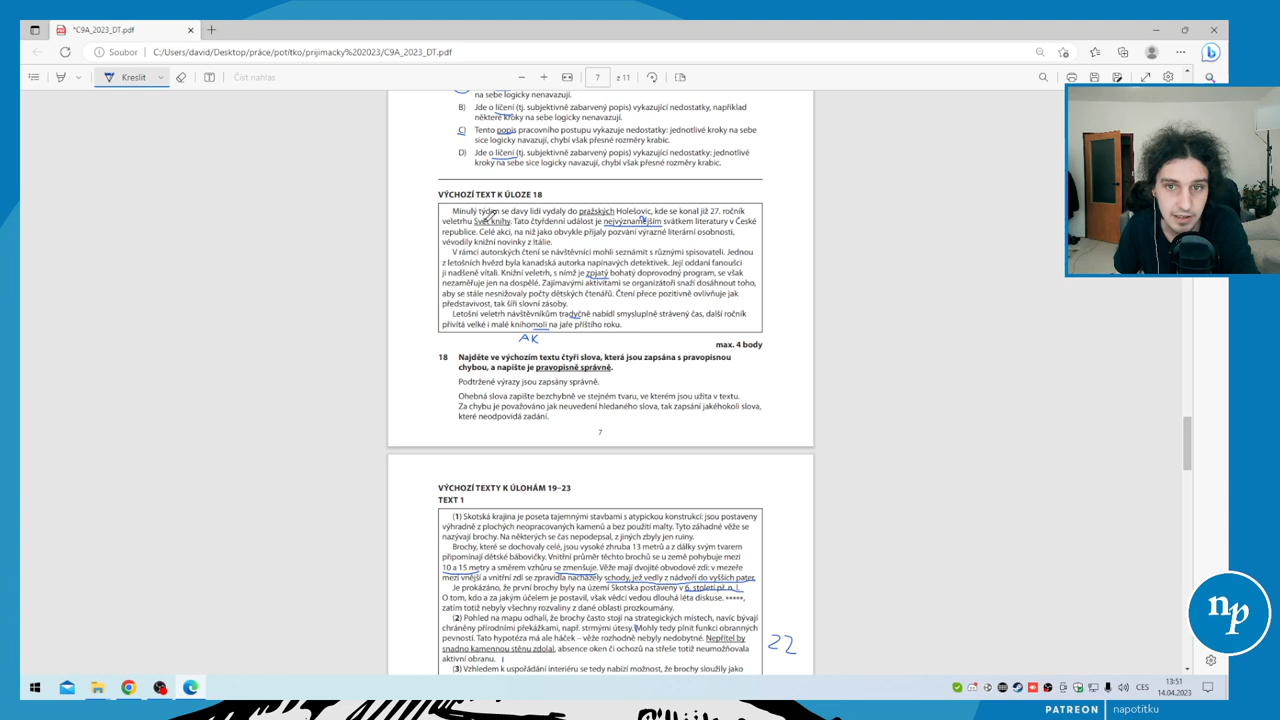 *C9A_2023_DT.pdf
Soubor C:/Users/david/Desktop/práce/potítko/prijimacky%202023/C9A_2023_DT.pdf
Kreslit Číst nahlas 7 z 11
na sebe logicky nenavazují.
B) Jde o líčení (tj. subjektivně zabarvený popis) vykazující nedostatky, například
některé kroky na sebe logicky nenavazují.
C) Tento popis pracovního postupu vykazuje nedostatky: jednotlivé kroky na sebe
sice logicky navazují, chybí však přesné rozměry krabic.
D) Jde o líčení (tj. subjektivně zabarvený popis) vykazující nedostatky: jednotlivé
kroky na sebe sice logicky navazují, chybí však přesné rozměry krabic.
VÝCHOZÍ TEXT K ÚLOZE 18
Minulý týden se davy lidí vydaly do pražských Holešovic, kde se konal již 27. ročník
veletrhu Svět knihy. Tato čtyřdenní událost je nejvýznamějším svátkem literatury v České
republice. Celé akci, na niž jako obvykle přijaly pozvání výrazné literární osobnosti,
vévodily knižní novinky z Itálie.
V rámci autorských čtení se návštěvníci mohli seznámit s různými spisovateli. Jednou
z letošních hvězd byla kanadská autorka napínavých detektivek. Její oddaní fanoušci
ji nadšeně vítali. Knižní veletrh, s nímž je zpjatý bohatý doprovodný program, se však
nezaměřuje jen na dospělé. Zajímavými aktivitami se organizátoři snaží dosáhnout toho,
aby se stále nesnižovaly počty dětských čtenářů. Čtení přece pozitivně ovlivňuje jak
představivost, tak šíři slovní zásoby.
Letošní veletrh návštěvníkům tradyčně nabídl smysluplně strávený čas, další ročník
přivítá velké i malé knihomoli na jaře příštího roku.
AK
max. 4 body
18 Najděte ve výchozím textu čtyři slova, která jsou zapsána s pravopisnou
chybou, a napište je pravopisně správně.
Podtržené výrazy jsou zapsány správně.
Ohebná slova zapište bezchybně ve stejném tvaru, ve kterém jsou užita v textu.
Za chybu je považováno jak neuvedení hledaného slova, tak zapsání jakéhokoli slova,
které neodpovídá zadání.
7
VÝCHOZÍ TEXTY K ÚLOHÁM 19–23
TEXT 1
(1) Skotská krajina je poseta tajemnými stavbami s atypickou konstrukcí: jsou postaveny
výhradně z plochých neopracovaných kamenů a bez použití malty. Tyto záhadné věže se
nazývají brochy. Na některých se čas nepodepsal, z jiných zbyly jen ruiny.
Brochy, které se dochovaly celé, jsou vysoké zhruba 13 metrů a z dálky svým tvarem
připomínají dětské bábovičky. Vnitřní průměr těchto brochů se u země pohybuje mezi
10 a 15 metry a směrem vzhůru se zmenšuje. Věže mají dvojité obvodové zdi: v mezeře
mezi vnější a vnitřní zdí se zpravidla nacházely schody, jež vedly z nádvoří do vyšších pater.
Je prokázáno, že první brochy byly na území Skotska postaveny v 6. století př. n. l.
O tom, kdo a za jakým účelem je postavil, však vědci vedou dlouhá léta diskuse. *****,
zatím totiž nebyly všechny rozvaliny z dané oblasti prozkoumány.
(2) Pohled na mapu odhalí, že brochy často stojí na strategických místech, navíc bývají
chráněny přírodními překážkami, např. strmými útesy. Mohly tedy plnit funkci obranných
pevností. Tato hypotéza má ale háček – věže rozhodně nebyly nedobytné. Nepřítel by
snadno kamennou stěnu zdolal, absence oken či ochozů na střeše totiž neumožňovala
aktivní obranu.
22
(3) Vzhledem k uspořádání interiéru se tedy nabízí možnost, že brochy sloužily jako
np
CES 13:51
14.04.2023
PATREON napotitku